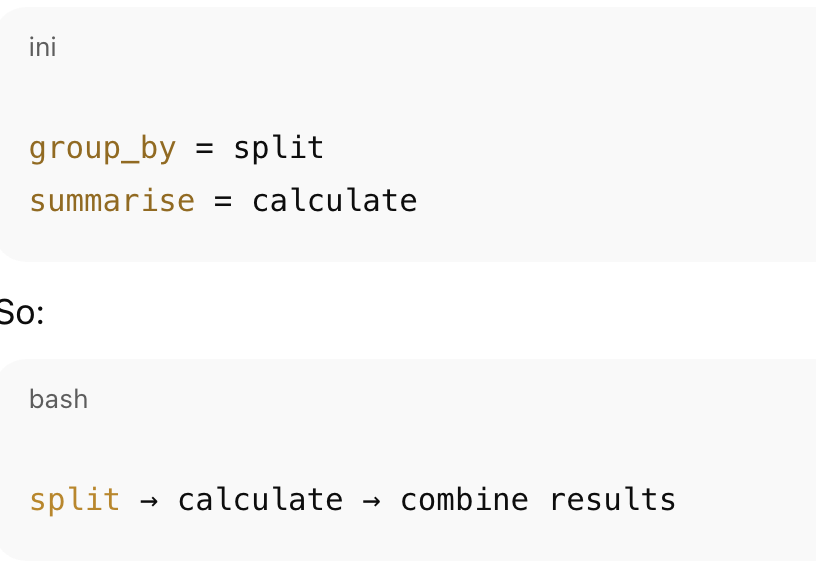 ini
group_by = split
summarise = calculate
So:
bash
split → calculate → combine results